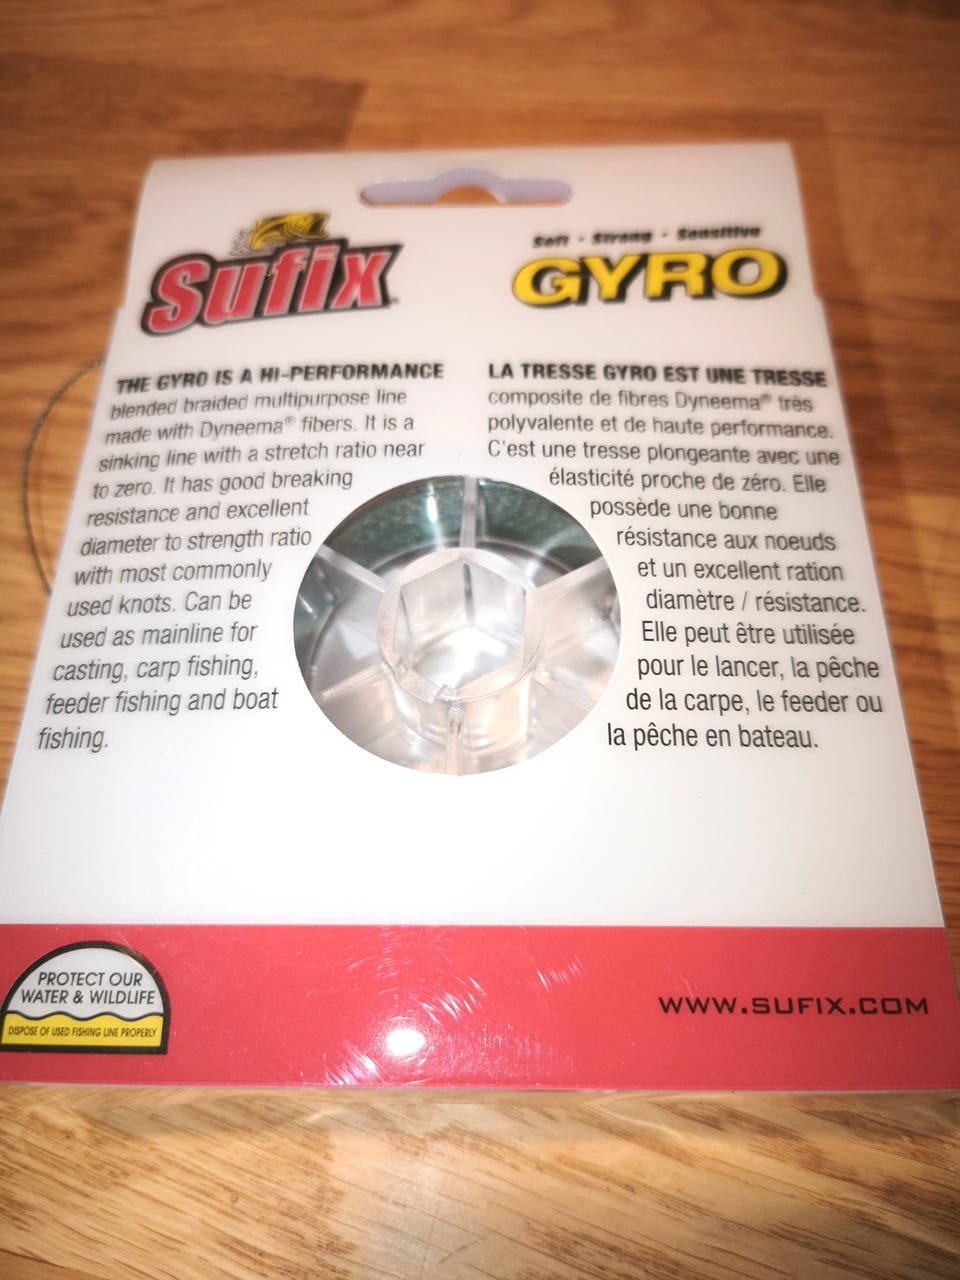 Sufix
Soft · Strong · Sensitive
GYRO
THE GYRO IS A HI-PERFORMANCE
blended braided multipurpose line
made with Dyneema® fibers. It is a
sinking line with a stretch ratio near
to zero. It has good breaking
resistance and excellent
diameter to strength ratio
with most commonly
used knots. Can be
used as mainline for
casting, carp fishing,
feeder fishing and boat
fishing.
LA TRESSE GYRO EST UNE TRESSE
composite de fibres Dyneema® très
polyvalente et de haute performance.
C'est une tresse plongeante avec une
élasticité proche de zéro. Elle
possède une bonne
résistance aux noeuds
et un excellent ration
diamètre / résistance.
Elle peut être utilisée
pour le lancer, la pêche
de la carpe, le feeder ou
la pêche en bateau.
PROTECT OUR
WATER & WILDLIFE
DISPOSE OF USED FISHING LINE PROPERLY
WWW.SUFIX.COM